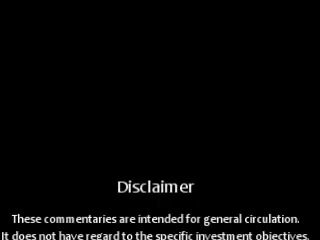 Disclaimer
These commentaries are intended for general circulation.
It does not have regard to the specific investment objectives,